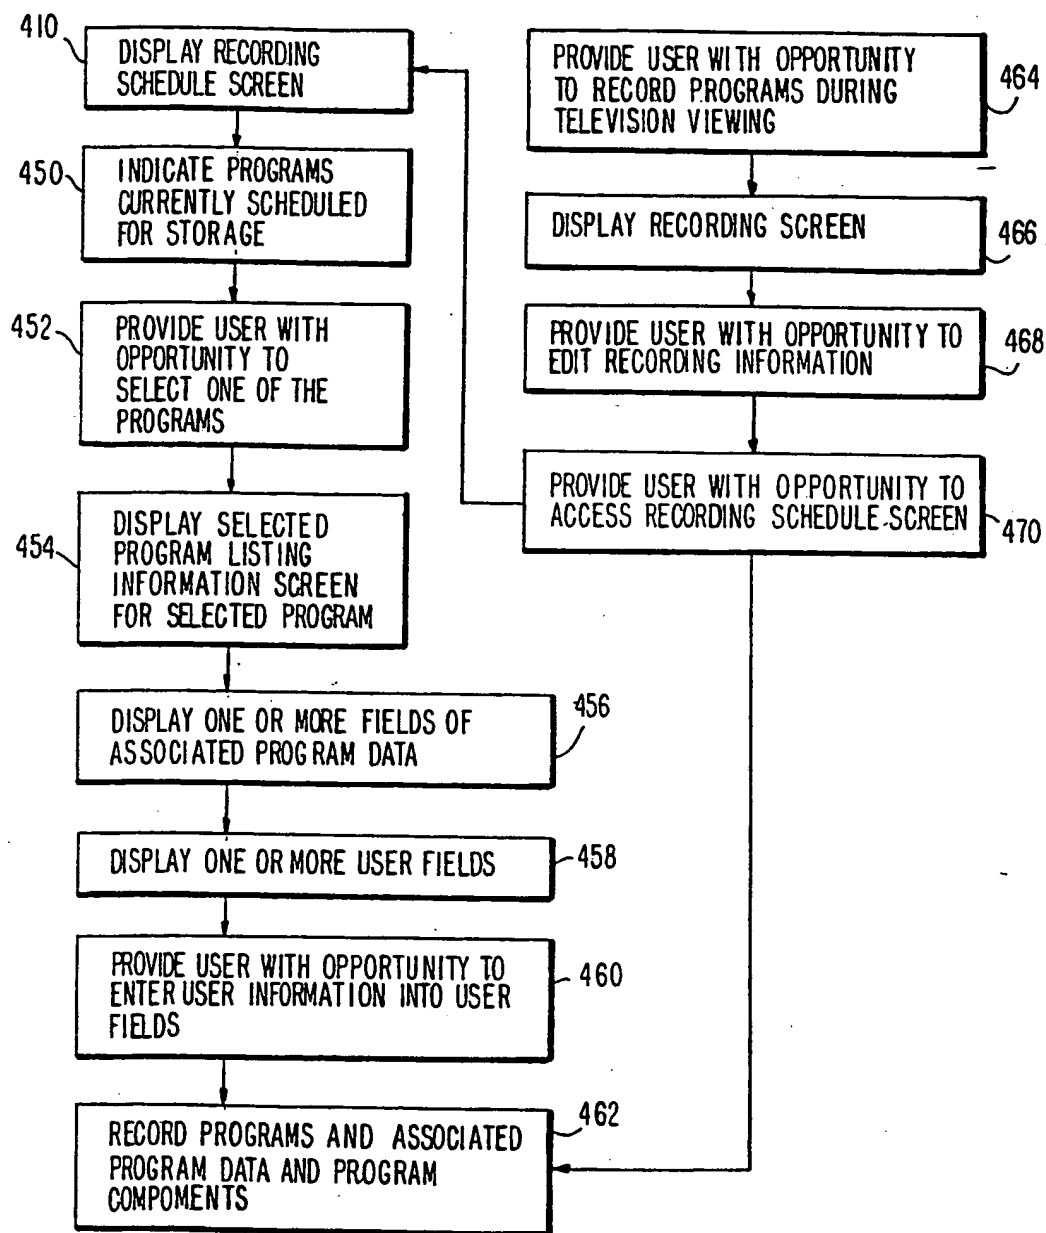 410
DISPLAY RECORDING
SCHEDULE SCREEN
450
INDICATE PROGRAMS
CURRENTLY SCHEDULED
FOR STORAGE
452
PROVIDE USER WITH
OPPORTUNITY TO
SELECT ONE OF THE
PROGRAMS
454
DISPLAY SELECTED
PROGRAM LISTING
INFORMATION SCREEN
FOR SELECTED PROGRAM
DISPLAY ONE OR MORE FIELDS OF
ASSOCIATED PROGRAM DATA
456
DISPLAY ONE OR MORE USER FIELDS
458
PROVIDE USER WITH OPPORTUNITY TO
ENTER USER INFORMATION INTO USER
FIELDS
460
RECORD PROGRAMS AND ASSOCIATED
PROGRAM DATA AND PROGRAM
COMPOMENTS
462
PROVIDE USER WITH OPPORTUNITY
TO RECORD PROGRAMS DURING
TELEVISION VIEWING
464
DISPLAY RECORDING SCREEN
466
PROVIDE USER WITH OPPORTUNITY TO
EDIT RECORDING INFORMATION
468
PROVIDE USER WITH OPPORTUNITY TO
ACCESS RECORDING SCHEDULE-SCREEN
470